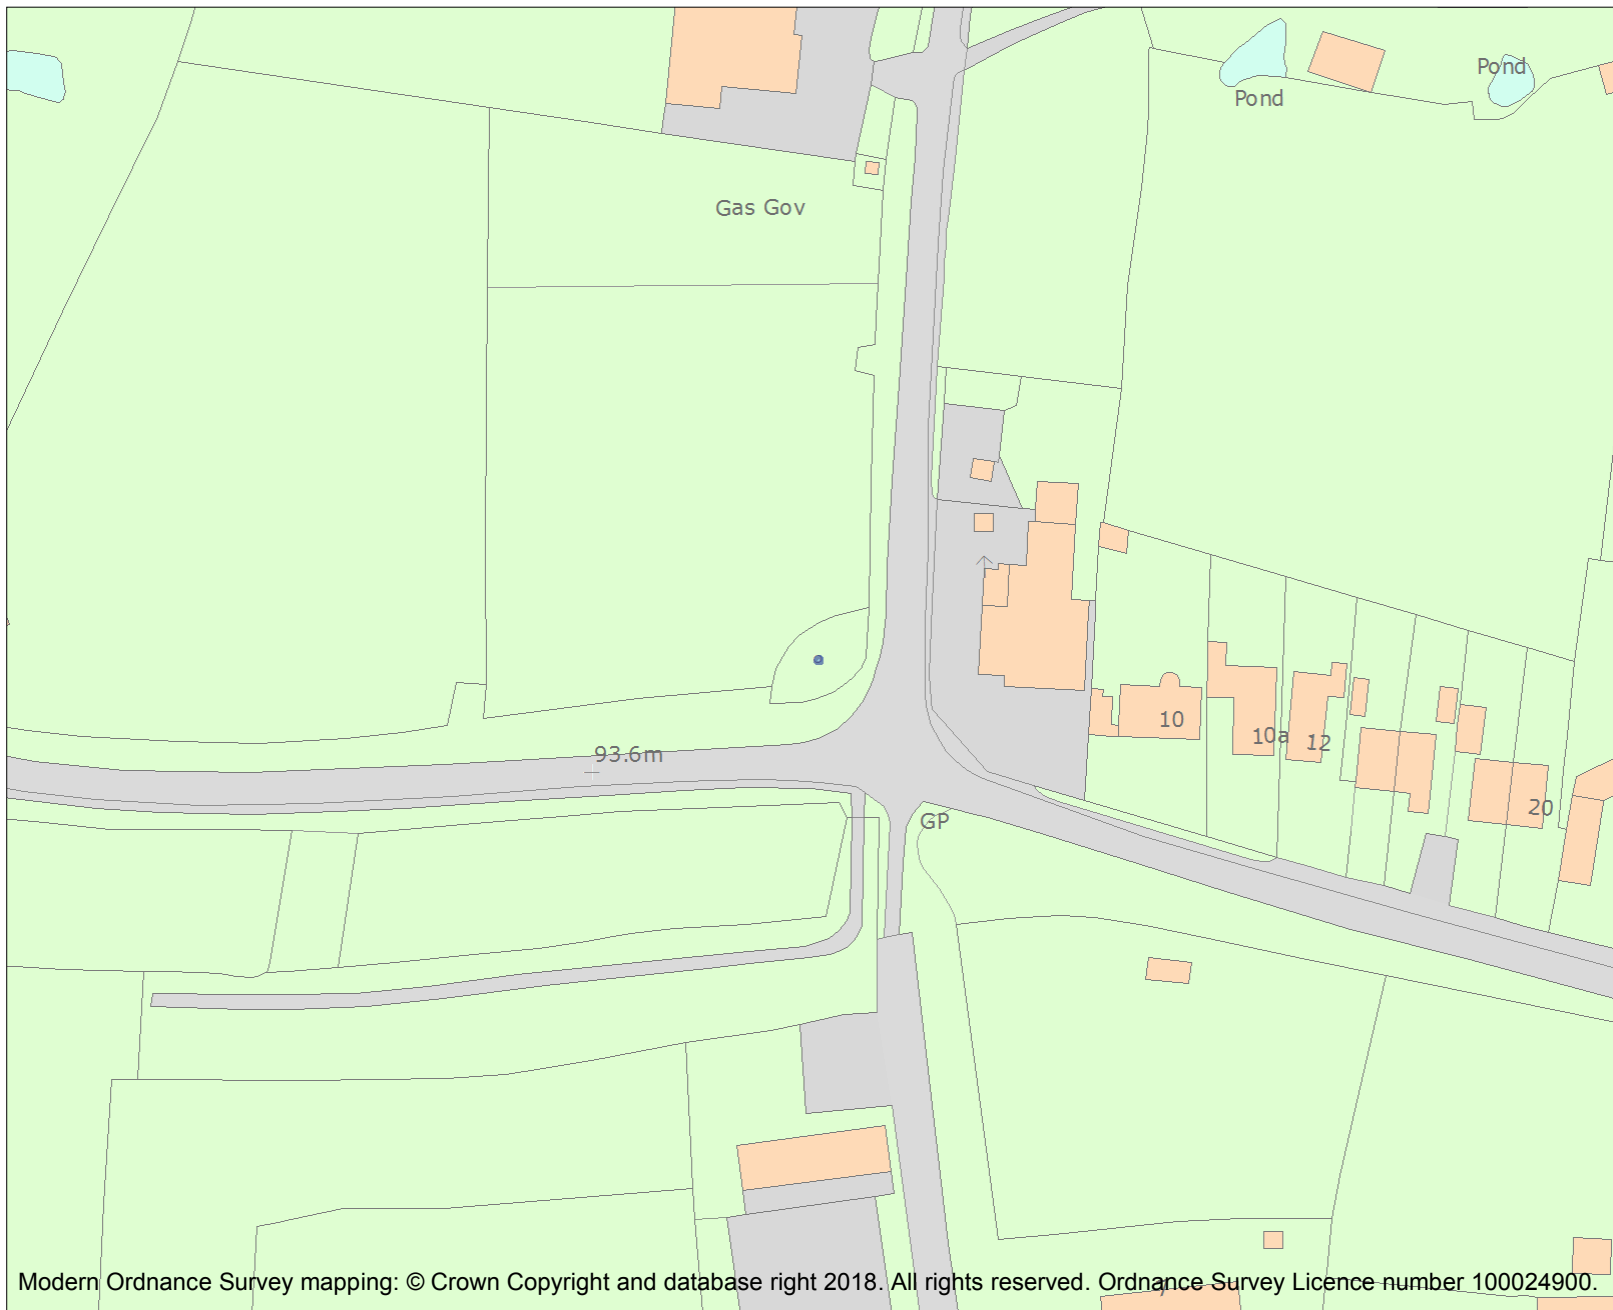 Pond
Pond
Gas Gov
10
10a
12
93.6m
20
GP
Modern Ordnance Survey mapping: © Crown Copyright and database right 2018. All rights reserved. Ordnance Survey Licence number 100024900.